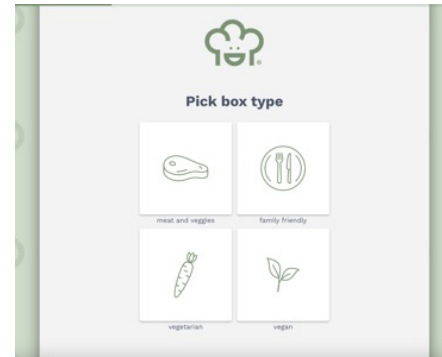 Pick box type
meat and veggies
family friendly
vegetarian
vegan